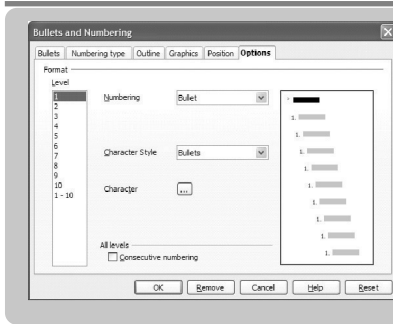 Bullets and Numbering
Bullets Numbering type Outline Graphics Position Options
Format
Level
1
2
3
4
5
6
7
8
9
10
1 - 10
Numbering Bullet
Character Style Bullets
Character ...
All levels
Consecutive numbering
1.
1.
1.
1.
1.
1.
1.
1.
1.
OK Remove Cancel Help Reset